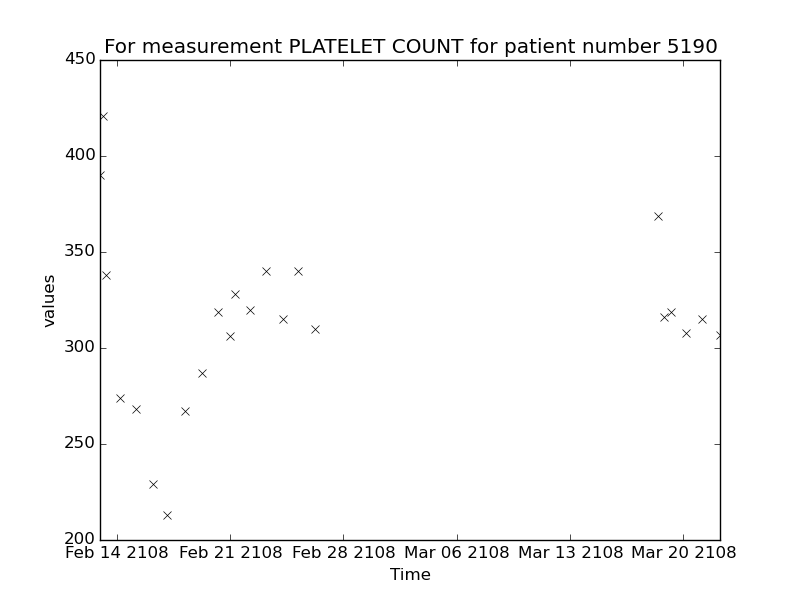 For measurement PLATELET COUNT for patient number 5190
450
400
350
300
250
200
values
Feb 14 2108 Feb 21 2108 Feb 28 2108 Mar 06 2108 Mar 13 2108 Mar 20 2108
Time